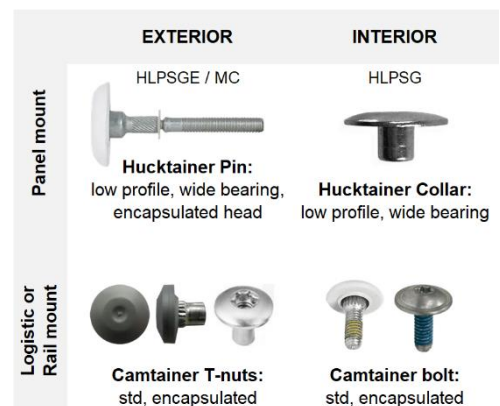 EXTERIOR
INTERIOR
Panel mount
HLPSGE / MC
Hucktainer Pin:
low profile, wide bearing,
encapsulated head
HLPSG
Hucktainer Collar:
low profile, wide bearing
Logistic or
Rail mount
Camtainer T-nuts:
std, encapsulated
Camtainer bolt:
std, encapsulated